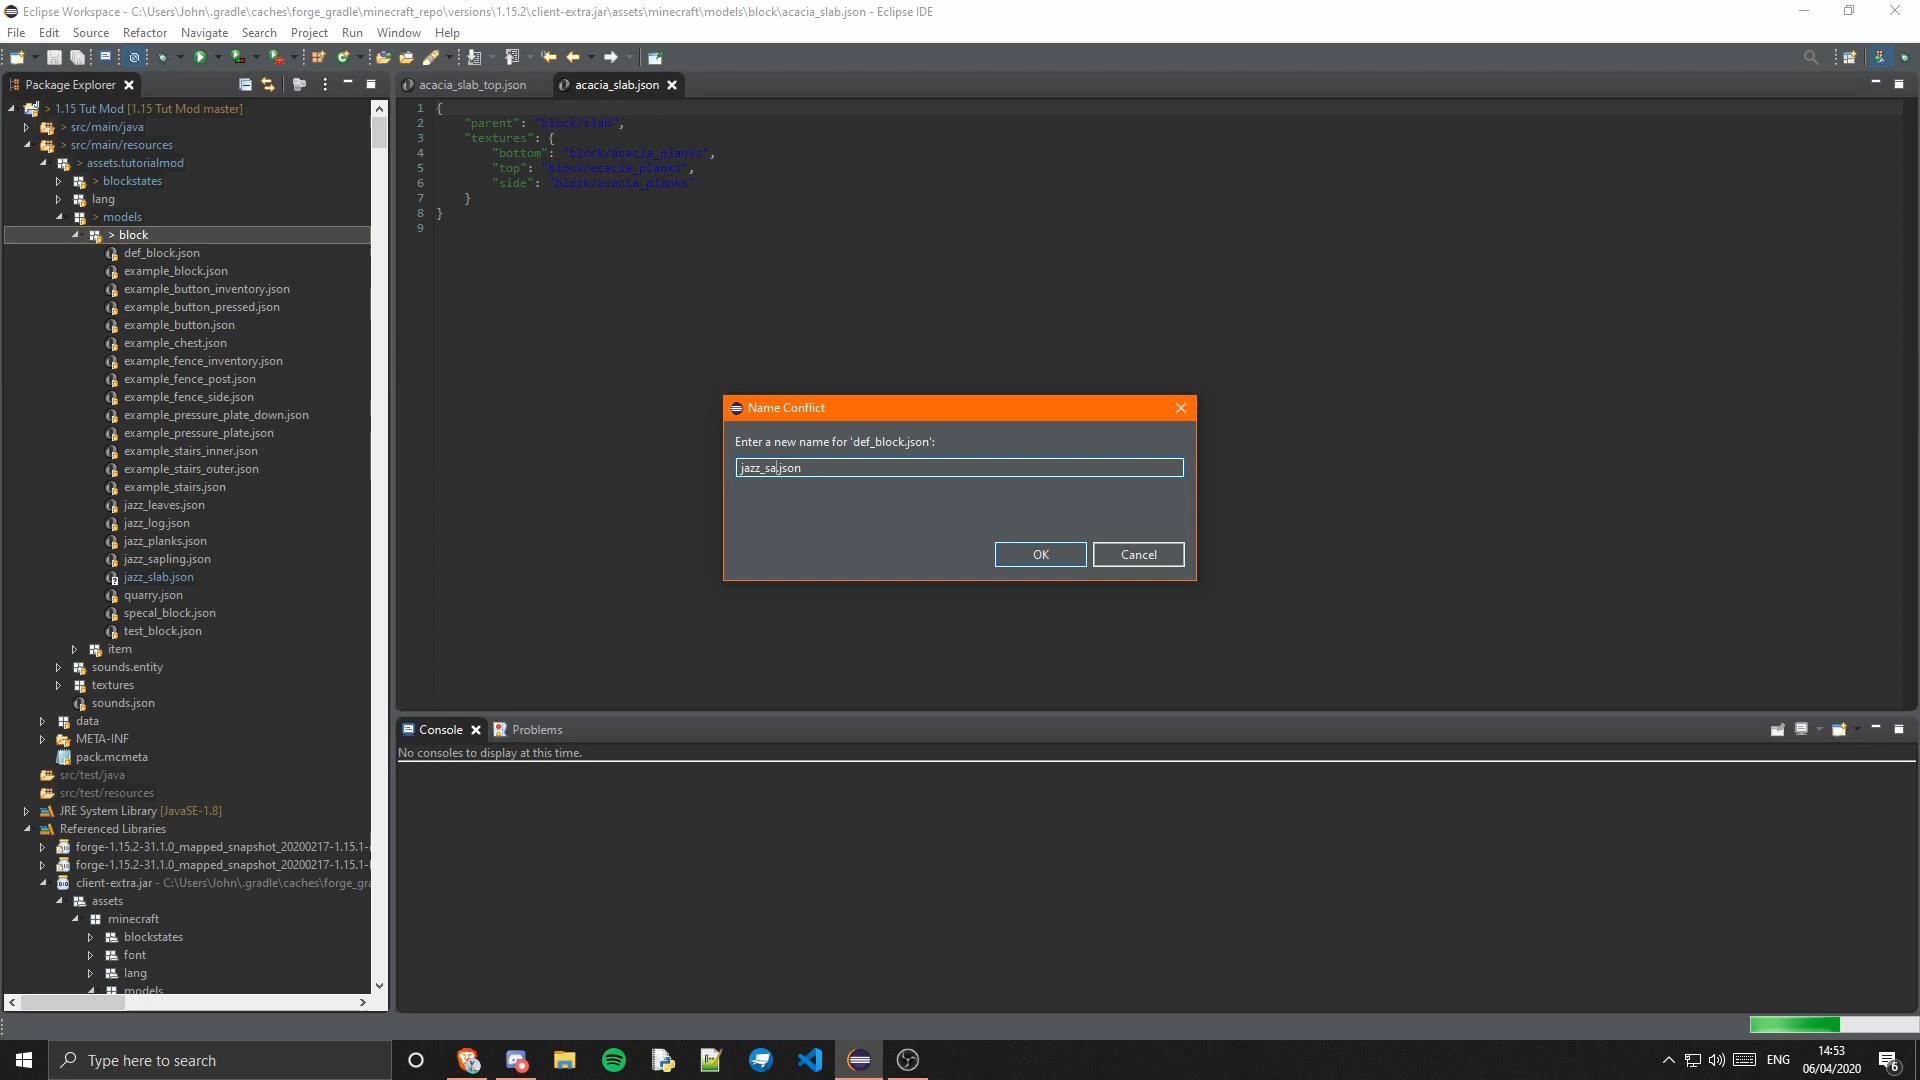 Eclipse Workspace - C:\Users\John\.gradle\caches\forge_gradle\minecraft_repo\versions\1.15.2\client-extra.jar\assets\minecraft\models\block\acacia_slab.json - Eclipse IDE
File Edit Source Refactor Navigate Search Project Run Window Help
Package Explorer
> 1.15 Tut Mod [1.15 Tut Mod master]
> src/main/java
> src/main/resources
> assets.tutorialmod
> blockstates
lang
> models
> block
def_block.json
example_block.json
example_button_inventory.json
example_button_pressed.json
example_button.json
example_chest.json
example_fence_inventory.json
example_fence_post.json
example_fence_side.json
example_pressure_plate_down.json
example_pressure_plate.json
example_stairs_inner.json
example_stairs_outer.json
example_stairs.json
jazz_leaves.json
jazz_log.json
jazz_planks.json
jazz_sapling.json
jazz_slab.json
quarry.json
specal_block.json
test_block.json
item
sounds.entity
textures
sounds.json
data
META-INF
pack.mcmeta
src/test/java
src/test/resources
JRE System Library [JavaSE-1.8]
Referenced Libraries
forge-1.15.2-31.1.0_mapped_snapshot_20200217-1.15.1-
forge-1.15.2-31.1.0_mapped_snapshot_20200217-1.15.1-
client-extra.jar - C:\Users\John\.gradle\caches\forge_gra
assets
minecraft
blockstates
font
lang
models
acacia_slab_top.json acacia_slab.json
1 {
2 "parent": "block/slab",
3 "textures": {
4 "bottom": "block/acacia_planks",
5 "top": "block/acacia_planks",
6 "side": "block/acacia_planks"
7 }
8 }
9
Name Conflict
Enter a new name for 'def_block.json':
jazz_sa.json
OK Cancel
Console Problems
No consoles to display at this time.
Type here to search
ENG
14:53
06/04/2020
6